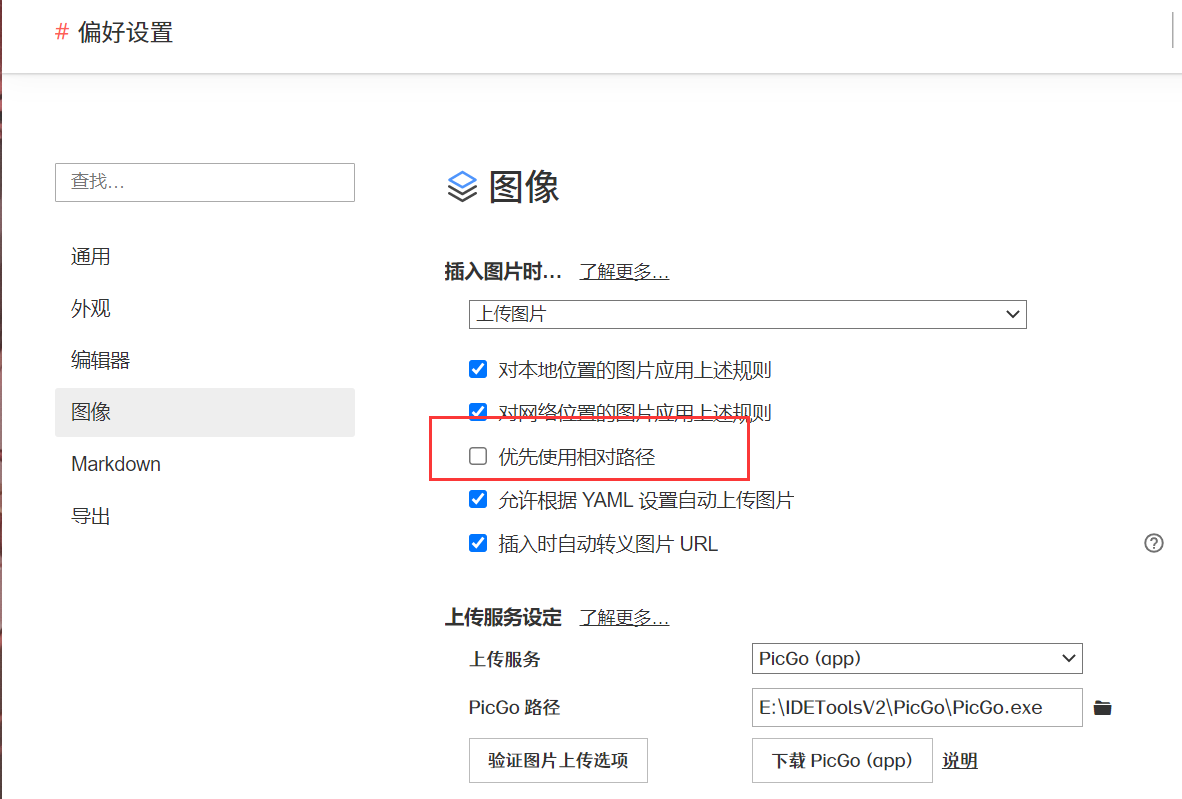 # 偏好设置
查找…
通用
外观
编辑器
图像
Markdown
导出
图像
插入图片时… 了解更多…
上传图片
对本地位置的图片应用上述规则
对网络位置的图片应用上述规则
优先使用相对路径
允许根据 YAML 设置自动上传图片
插入时自动转义图片 URL
上传服务设定 了解更多…
上传服务 PicGo (app)
PicGo 路径 E:\IDEToolsV2\PicGo\PicGo.exe
验证图片上传选项 下载 PicGo (app) 说明